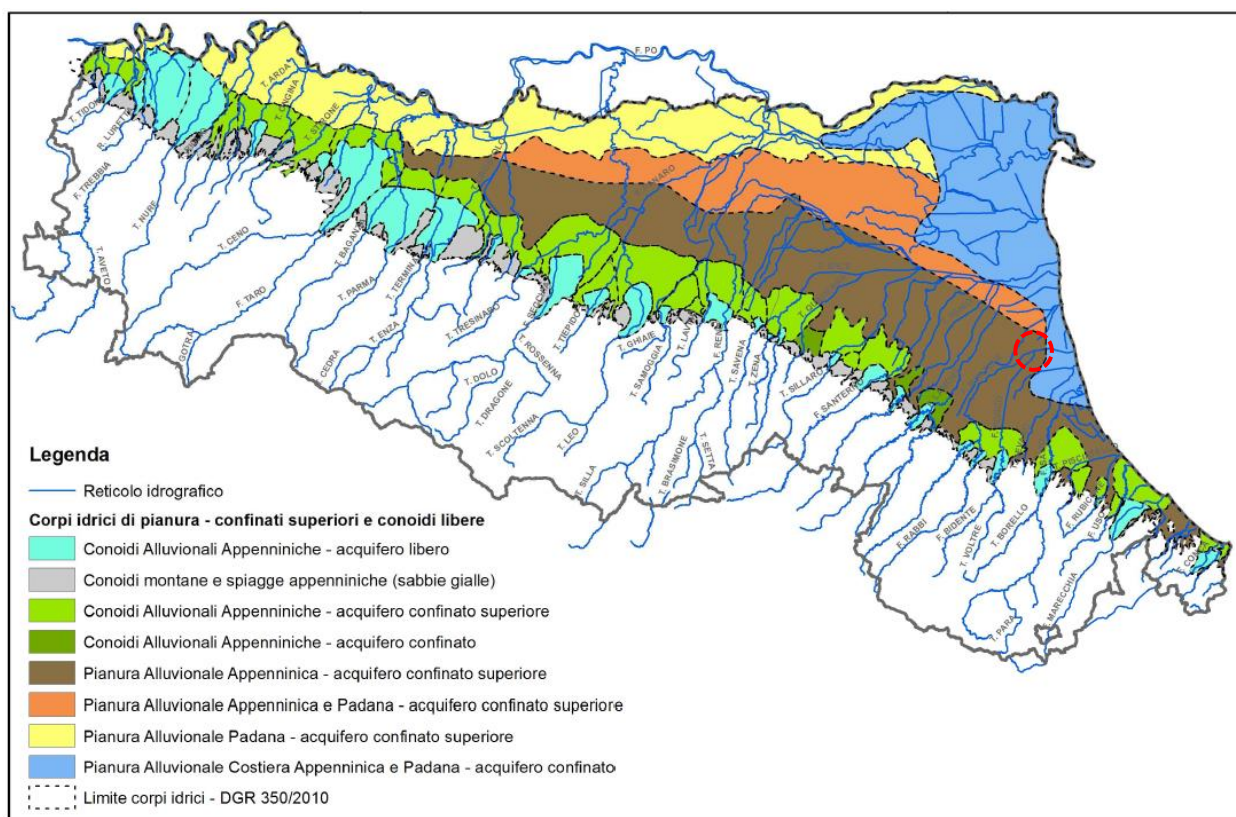 F. PO
T. ARDA
T. ONGINA
T. STIRONE
T. TIDONE
R. LURETTA
F. TREBBIA
T. NURE
T. AVETO
T. CENO
F. TARO
T. BAGANZA
T. PARMA
T. TERMINA
T. ENZA
T. TRESINARO
F. SECCHIA
T. TIEPIDO
T. GHIAIE
T. SAMOGGIA
T. LAVINO
F. RENO
T. SAVENA
T. ZENA
T. SILLARO
F. SANTERNO
T. ROSSENNA
T. DOLO
T. DRAGONE
T. SCOLTENNA
T. LEO
T. SILLA
T. BRASIMONE
T. SETTA
F. RABBI
F. BIDENTE
T. VOLTRE
T. BORELLO
T. PARA
F. MARECCHIA
F. USO
Legenda
Reticolo idrografico
Corpi idrici di pianura - confinati superiori e conoidi libere
Conoidi Alluvionali Appenniniche - acquifero libero
Conoidi montane e spiagge appenniniche (sabbie gialle)
Conoidi Alluvionali Appenniniche - acquifero confinato superiore
Conoidi Alluvionali Appenniniche - acquifero confinato
Pianura Alluvionale Appenninica - acquifero confinato superiore
Pianura Alluvionale Appenninica e Padana - acquifero confinato superiore
Pianura Alluvionale Padana - acquifero confinato superiore
Pianura Alluvionale Costiera Appenninica e Padana - acquifero confinato
Limite corpi idrici - DGR 350/2010